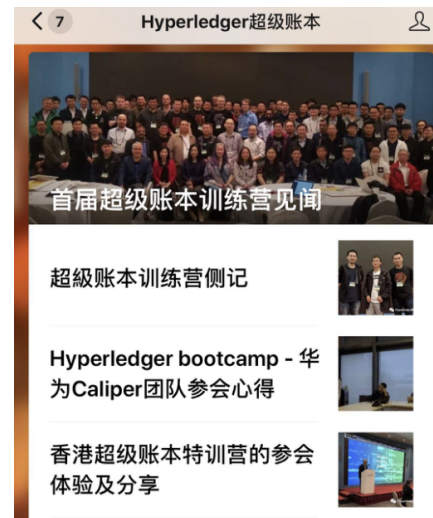 7
Hyperledger超级账本
首届超级账本训练营见闻
超級账本训练营侧记
Hyperledger bootcamp - 华
为Caliper团队参会心得
香港超级账本特训营的参会
体验及分享